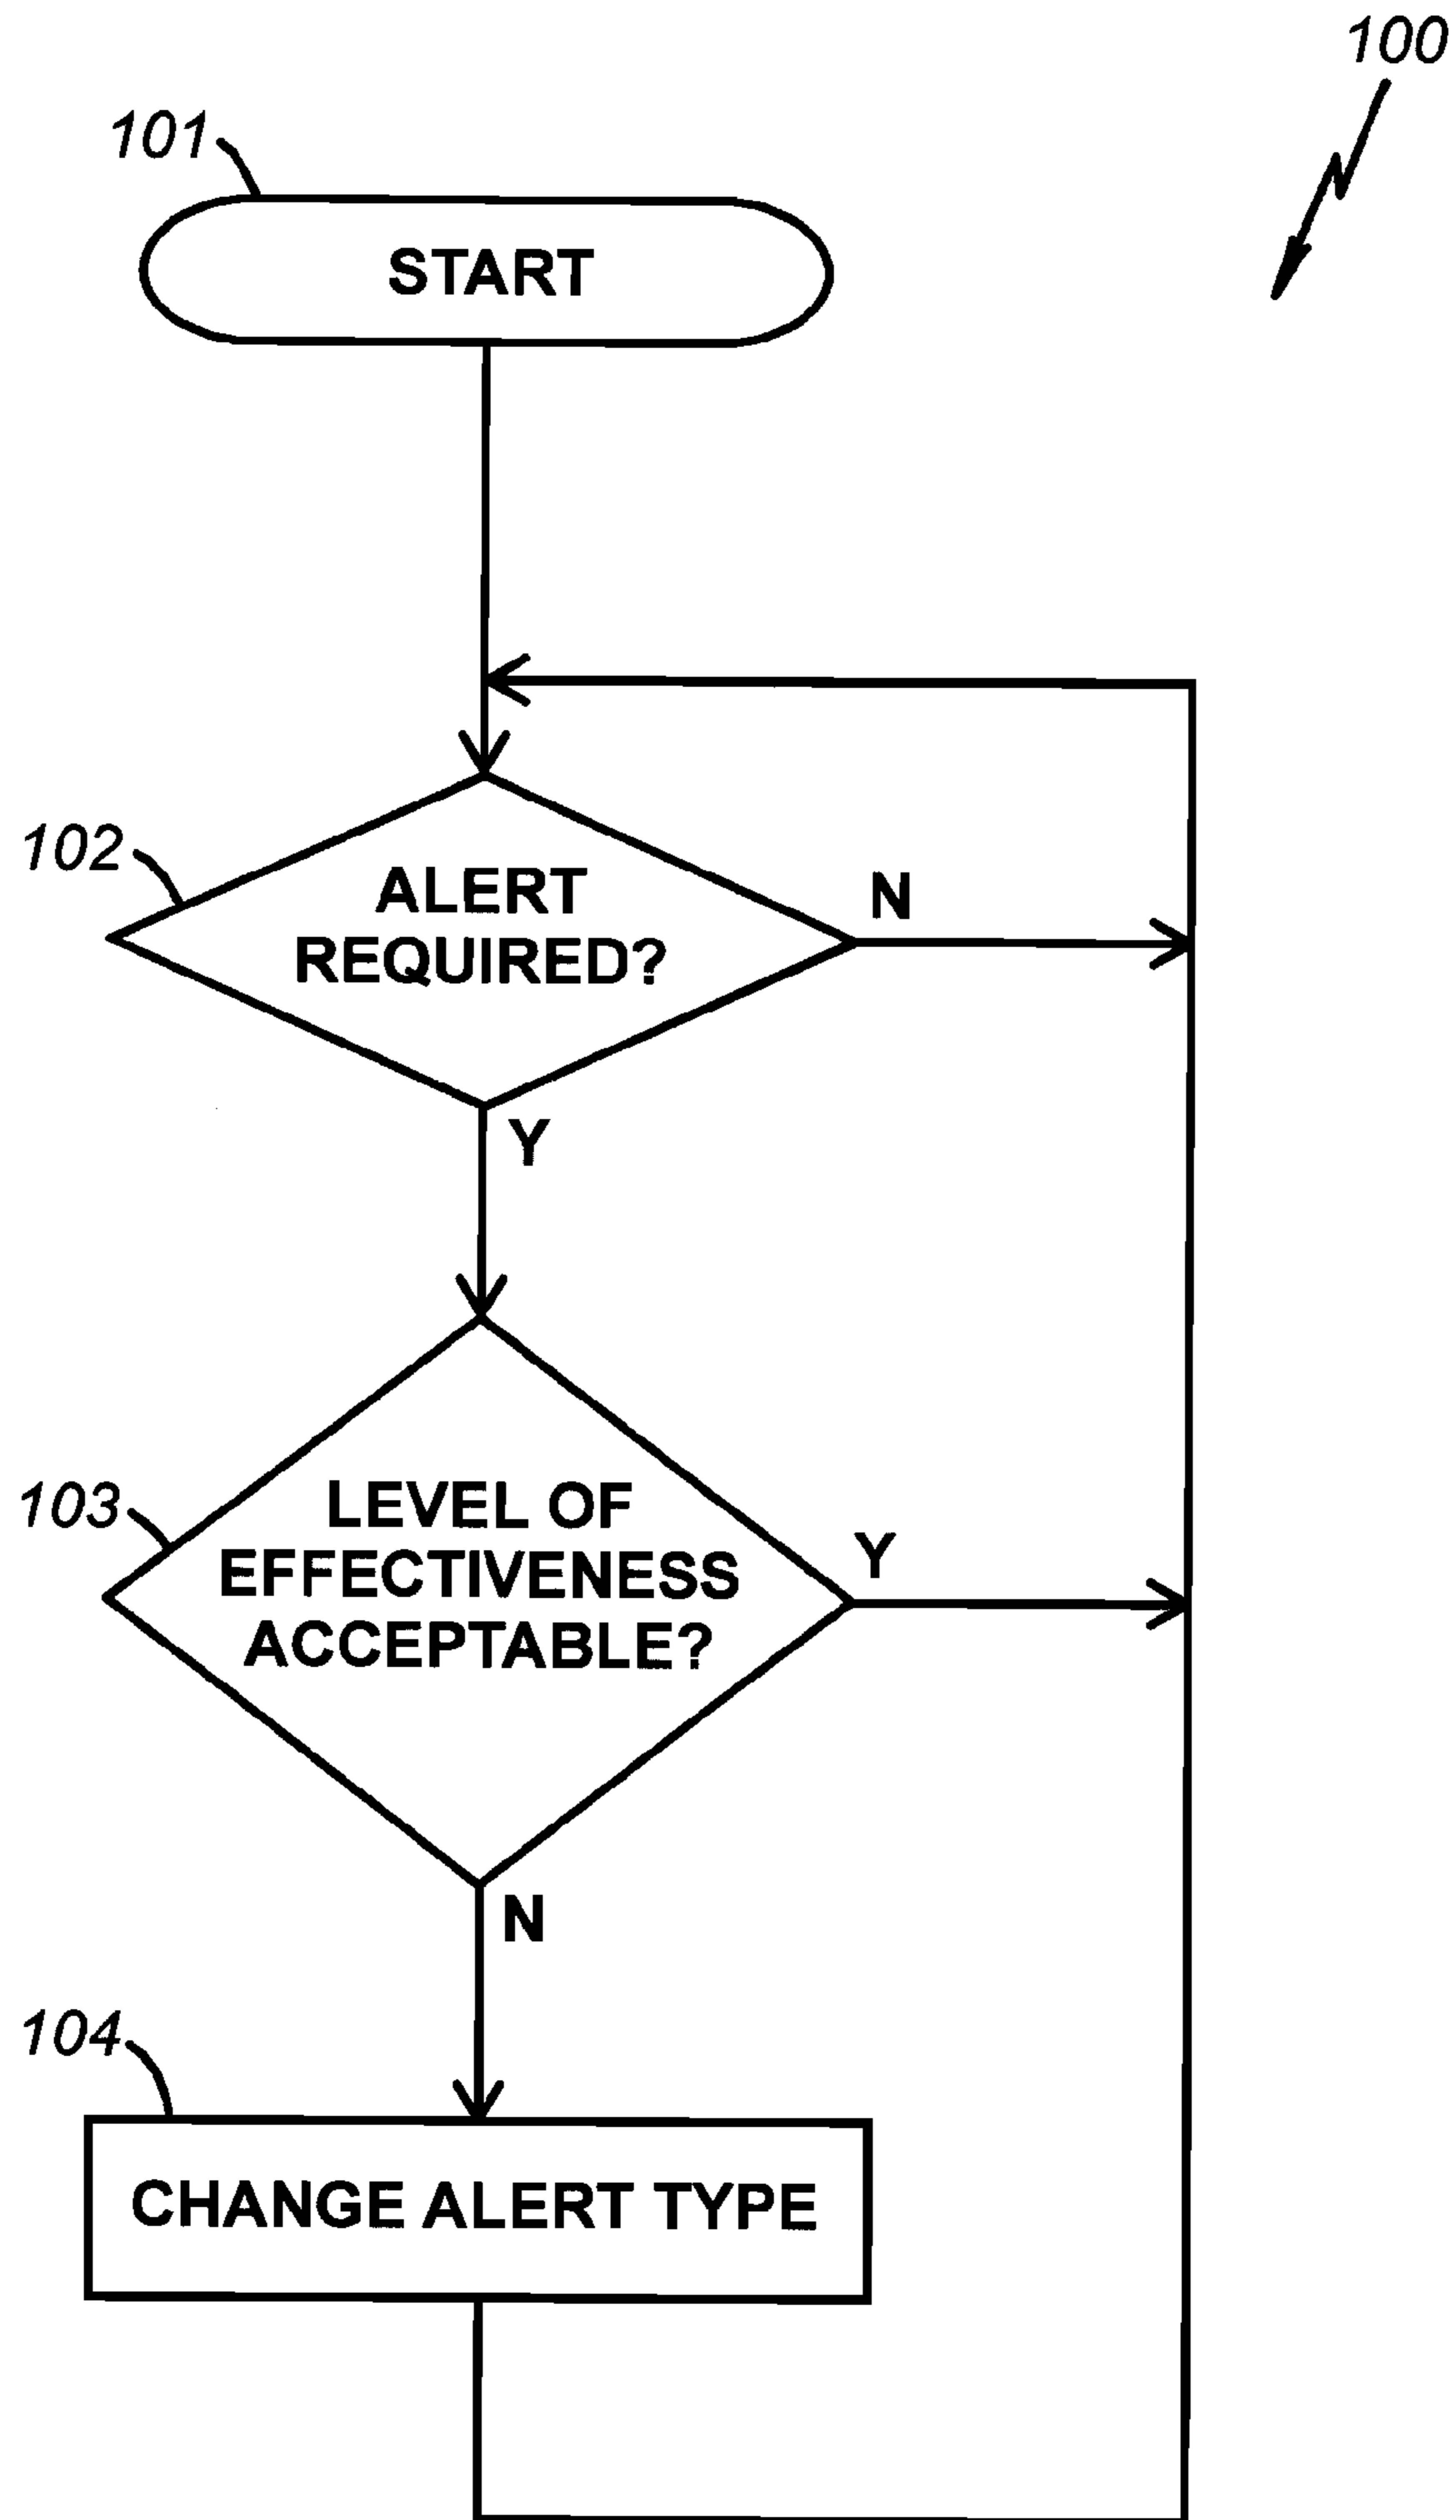 100
101
START
102
ALERT
REQUIRED?
N
Y
103
LEVEL OF
EFFECTIVENESS
ACCEPTABLE?
Y
N
104
CHANGE ALERT TYPE